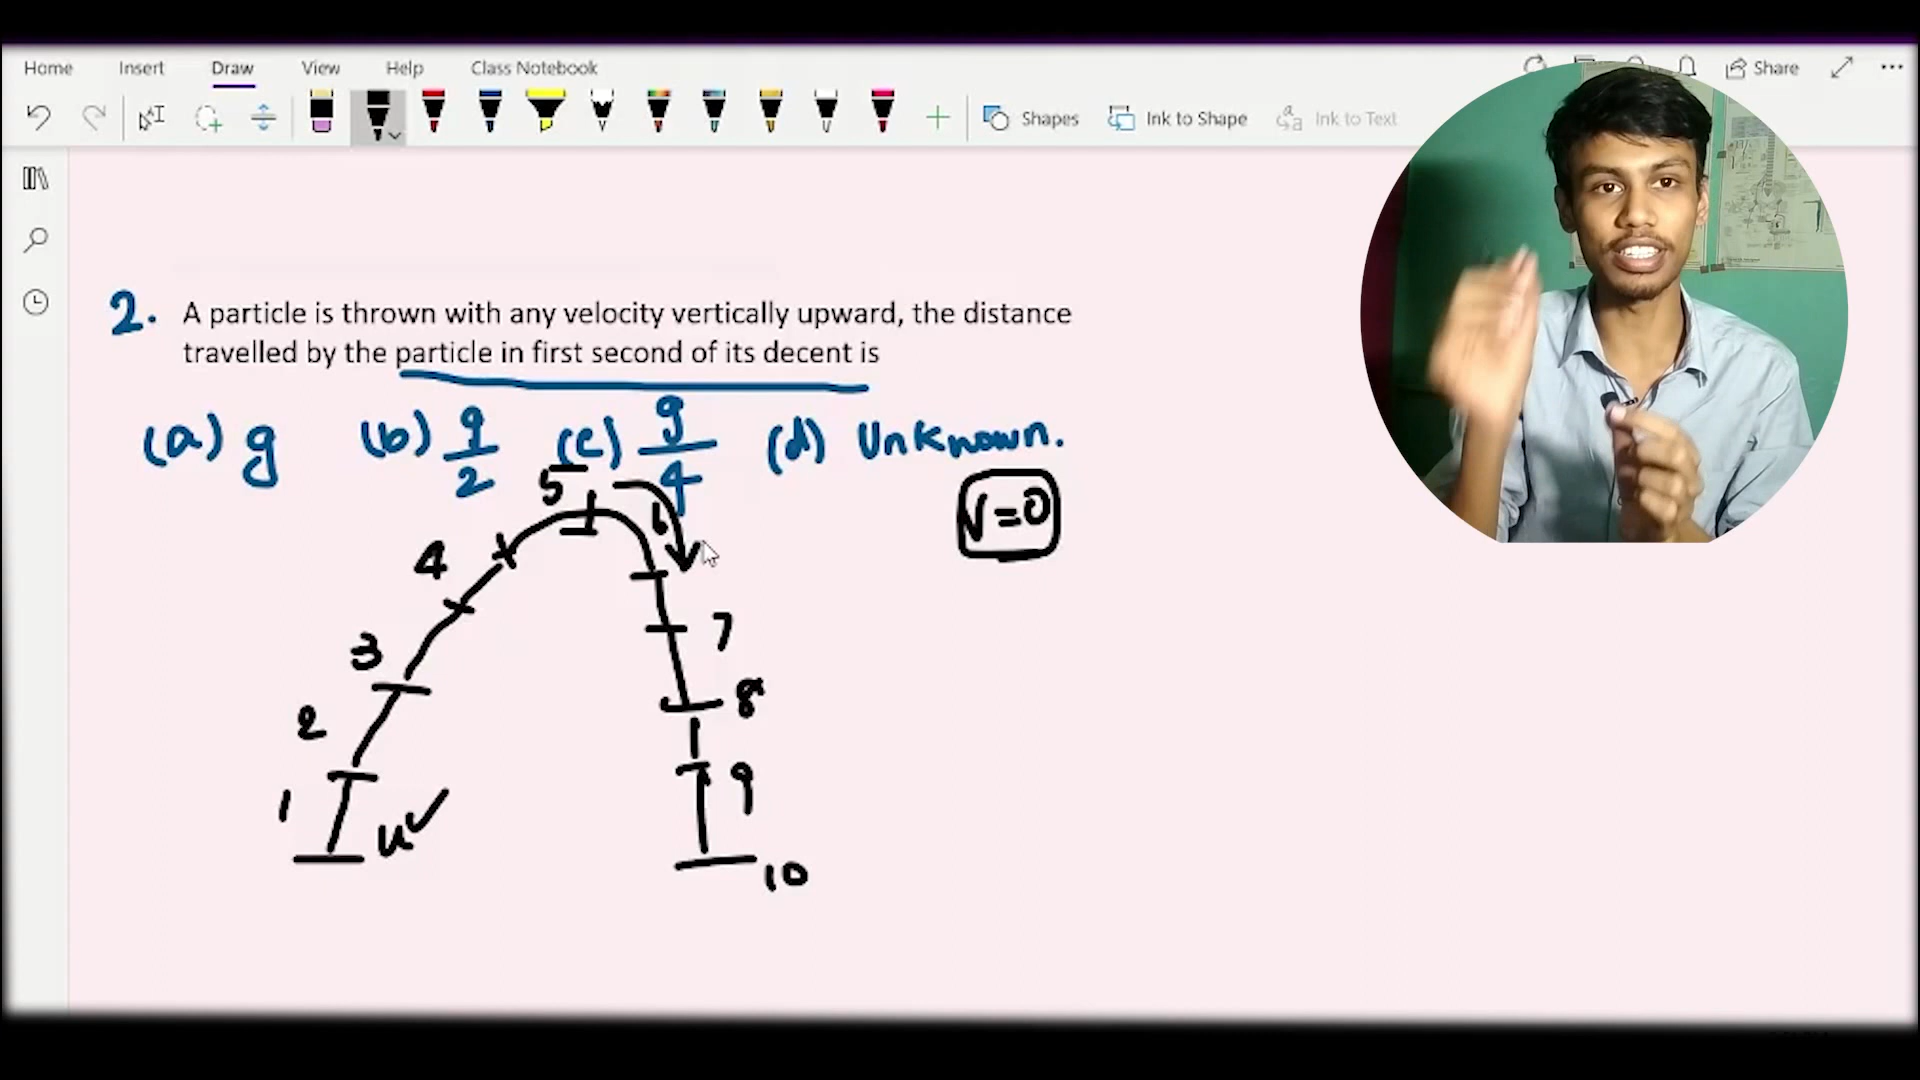 Home Insert Draw View Help Class Notebook Share
Shapes Ink to Shape Ink to Text
2. A particle is thrown with any velocity vertically upward, the distance
travelled by the particle in first second of its decent is
(a) g (b) g/2 (c) g/4 (d) Unknown.
V=0
5 6
4
3 7
2 8
1 u✓ 9
10